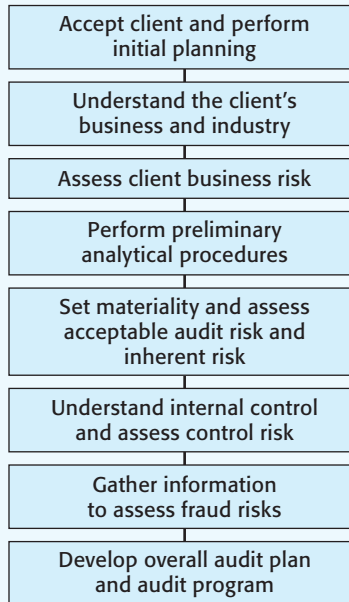 Accept client and perform
initial planning
Understand the client’s
business and industry
Assess client business risk
Perform preliminary
analytical procedures
Set materiality and assess
acceptable audit risk and
inherent risk
Understand internal control
and assess control risk
Gather information
to assess fraud risks
Develop overall audit plan
and audit program